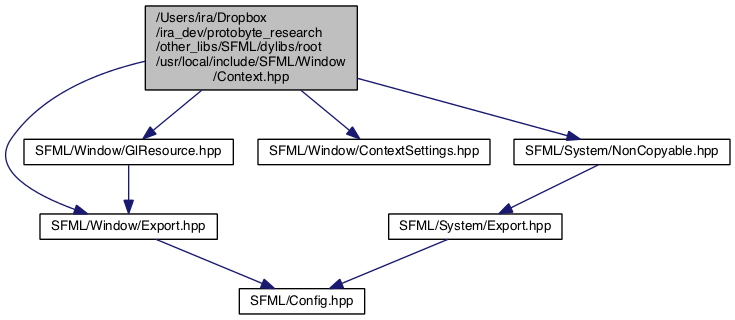 /Users/ira/Dropbox
/ira_dev/protobyte_research
/other_libs/SFML/dylibs/root
/usr/local/include/SFML/Window
/Context.hpp
SFML/Window/GlResource.hpp
SFML/Window/ContextSettings.hpp
SFML/System/NonCopyable.hpp
SFML/Window/Export.hpp
SFML/System/Export.hpp
SFML/Config.hpp